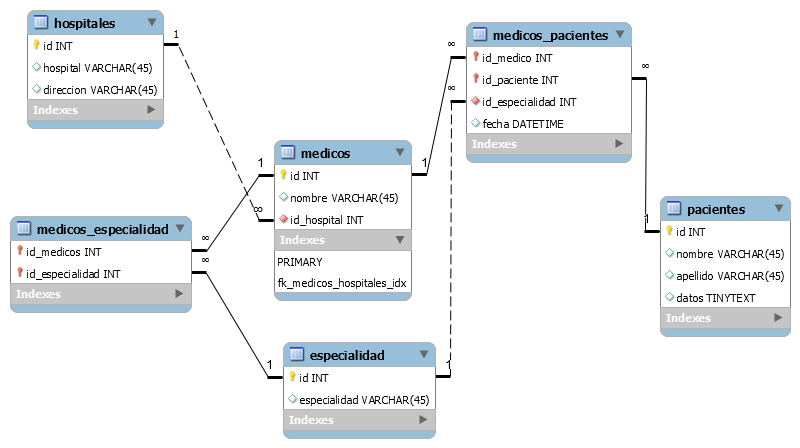 hospitales
id INT
hospital VARCHAR(45)
direccion VARCHAR(45)
Indexes
1
∞
medicos_pacientes
id_medico INT
id_paciente INT
id_especialidad INT
fecha DATETIME
Indexes
∞
∞
∞
medicos
id INT
nombre VARCHAR(45)
id_hospital INT
Indexes
PRIMARY
fk_medicos_hospitales_idx
1
1
medicos_especialidad
id_medicos INT
id_especialidad INT
Indexes
∞
∞
pacientes
id INT
nombre VARCHAR(45)
apellido VARCHAR(45)
datos TINYTEXT
Indexes
1
especialidad
id INT
especialidad VARCHAR(45)
Indexes
1
1